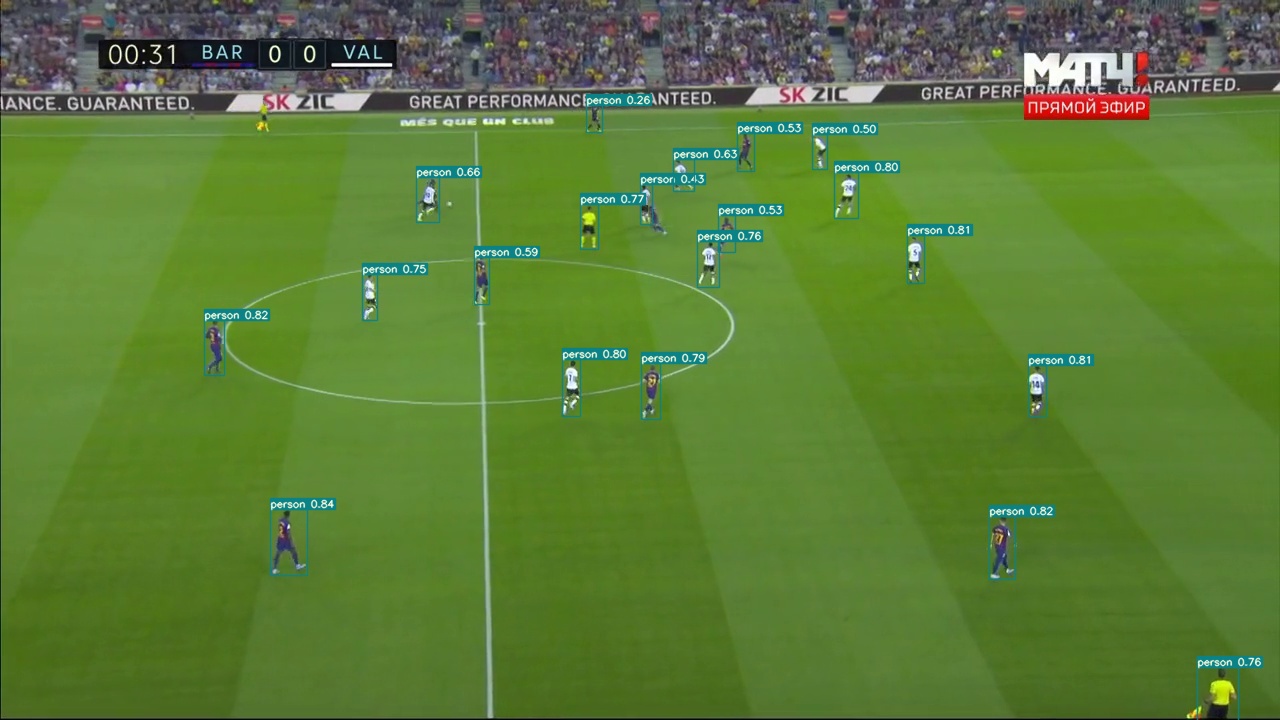 00:31 BAR 0 0 VAL
МАТЧ!
ПРЯМОЙ ЭФИР
MANCE. GUARANTEED. SK ZIC GREAT PERFORMANCE. GUARANTEED. SK ZIC GREAT PERFORMANCE. GUARANTEED.
MÉS QUE UN CLUB
person 0.26
person 0.53
person 0.50
person 0.63
person 0.80
person 0.66
person 0.43
person 0.77
person 0.53
person 0.76
person 0.81
person 0.59
person 0.75
person 0.82
person 0.80
person 0.79
person 0.81
person 0.84
person 0.82
person 0.76